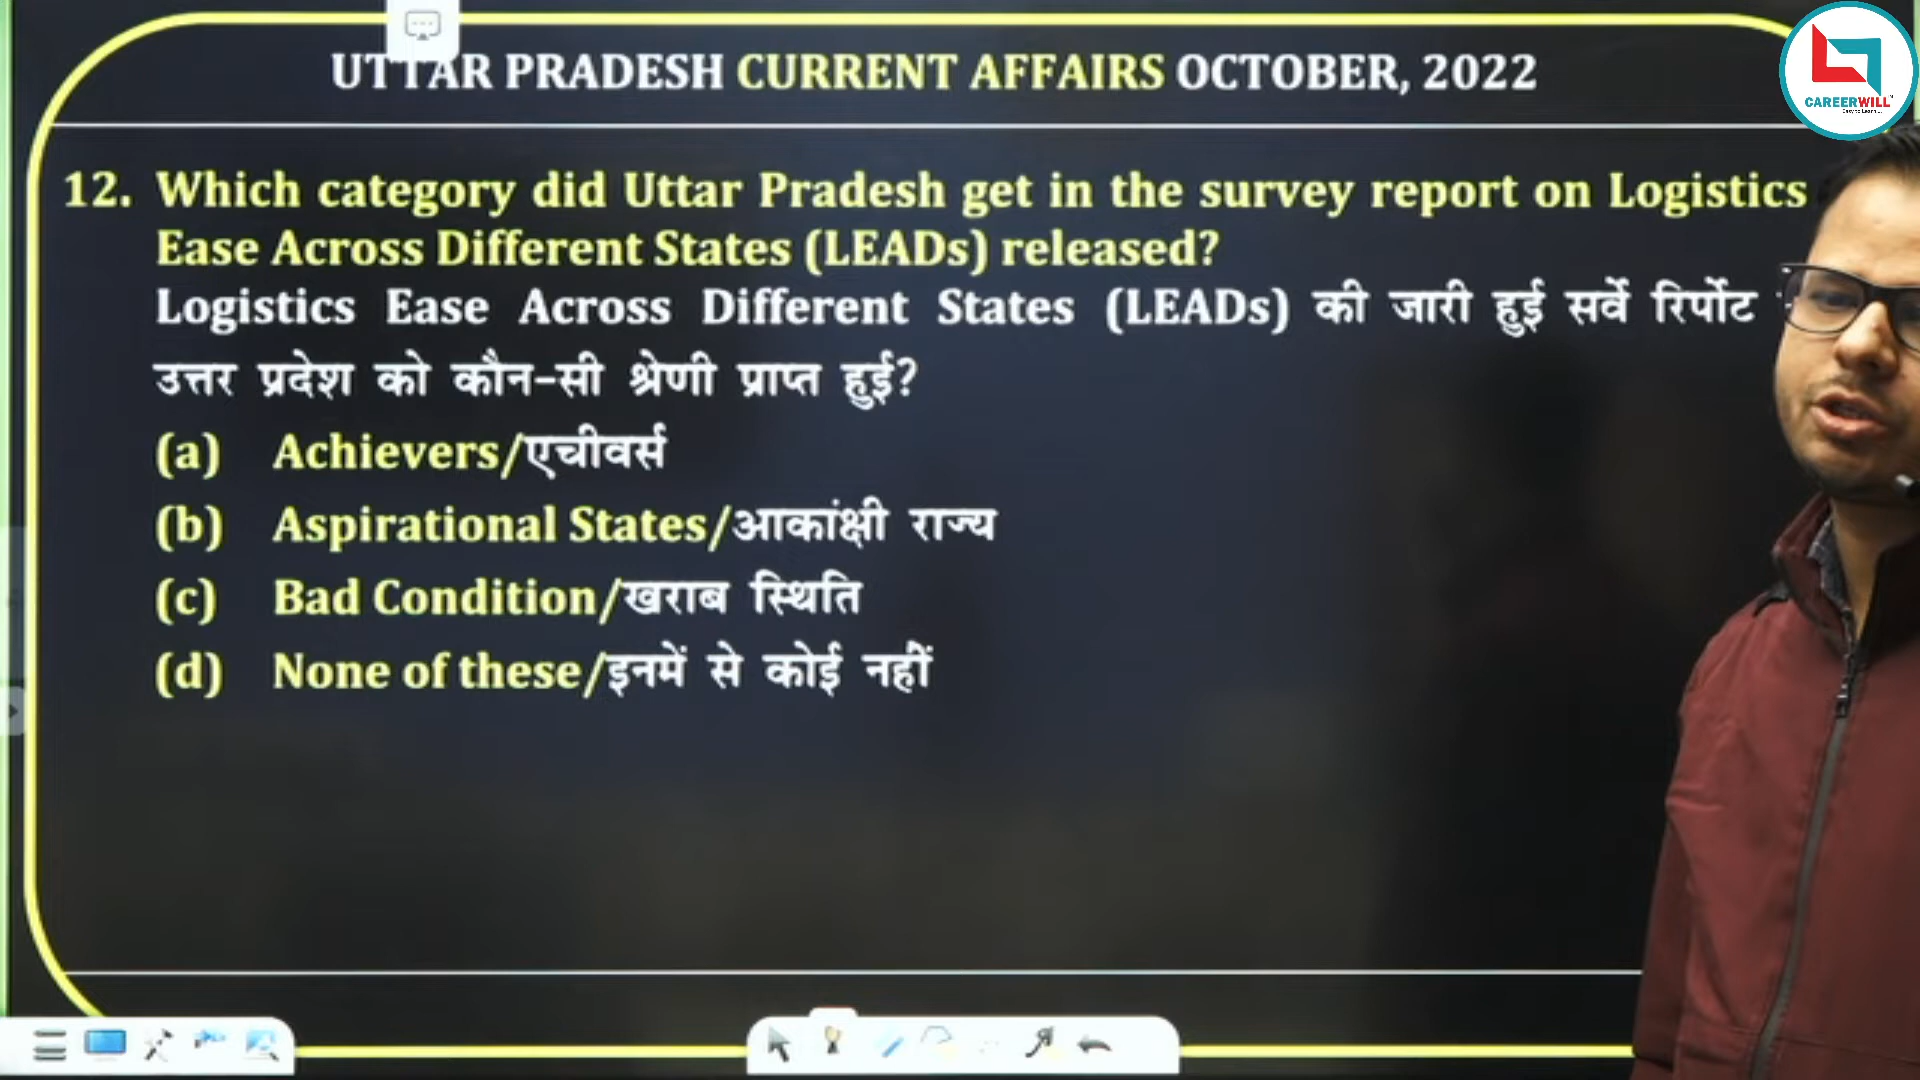 UTTAR PRADESH CURRENT AFFAIRS OCTOBER, 2022
CAREERWILL
12. Which category did Uttar Pradesh get in the survey report on Logistics
Ease Across Different States (LEADs) released?
Logistics Ease Across Different States (LEADs) की जारी हुई सर्वे रिर्पोट
उत्तर प्रदेश को कौन-सी श्रेणी प्राप्त हुई?
(a) Achievers/एचीवर्स
(b) Aspirational States/आकांक्षी राज्य
(c) Bad Condition/खराब स्थिति
(d) None of these/इनमें से कोई नहीं